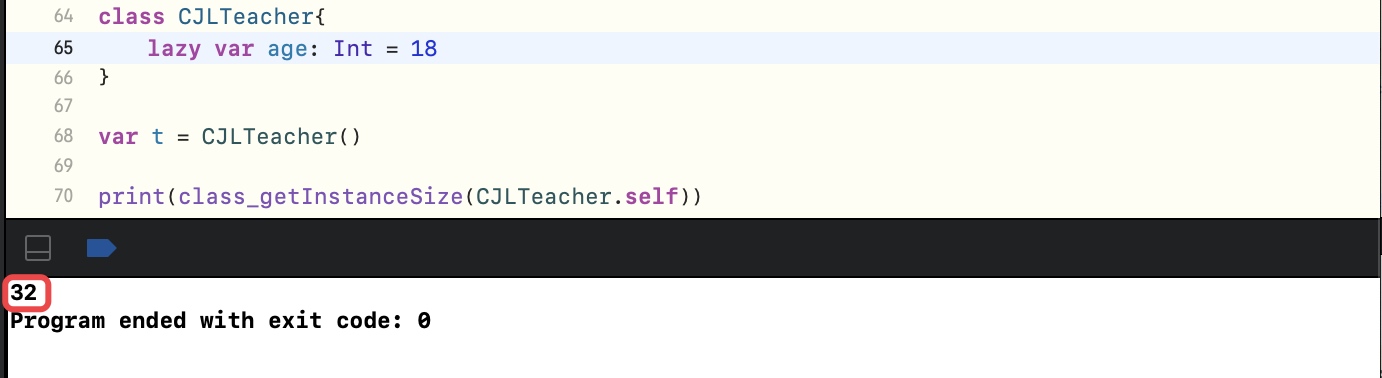 64 class CJLTeacher{
65 lazy var age: Int = 18
66 }
67
68 var t = CJLTeacher()
69
70 print(class_getInstanceSize(CJLTeacher.self))
32
Program ended with exit code: 0